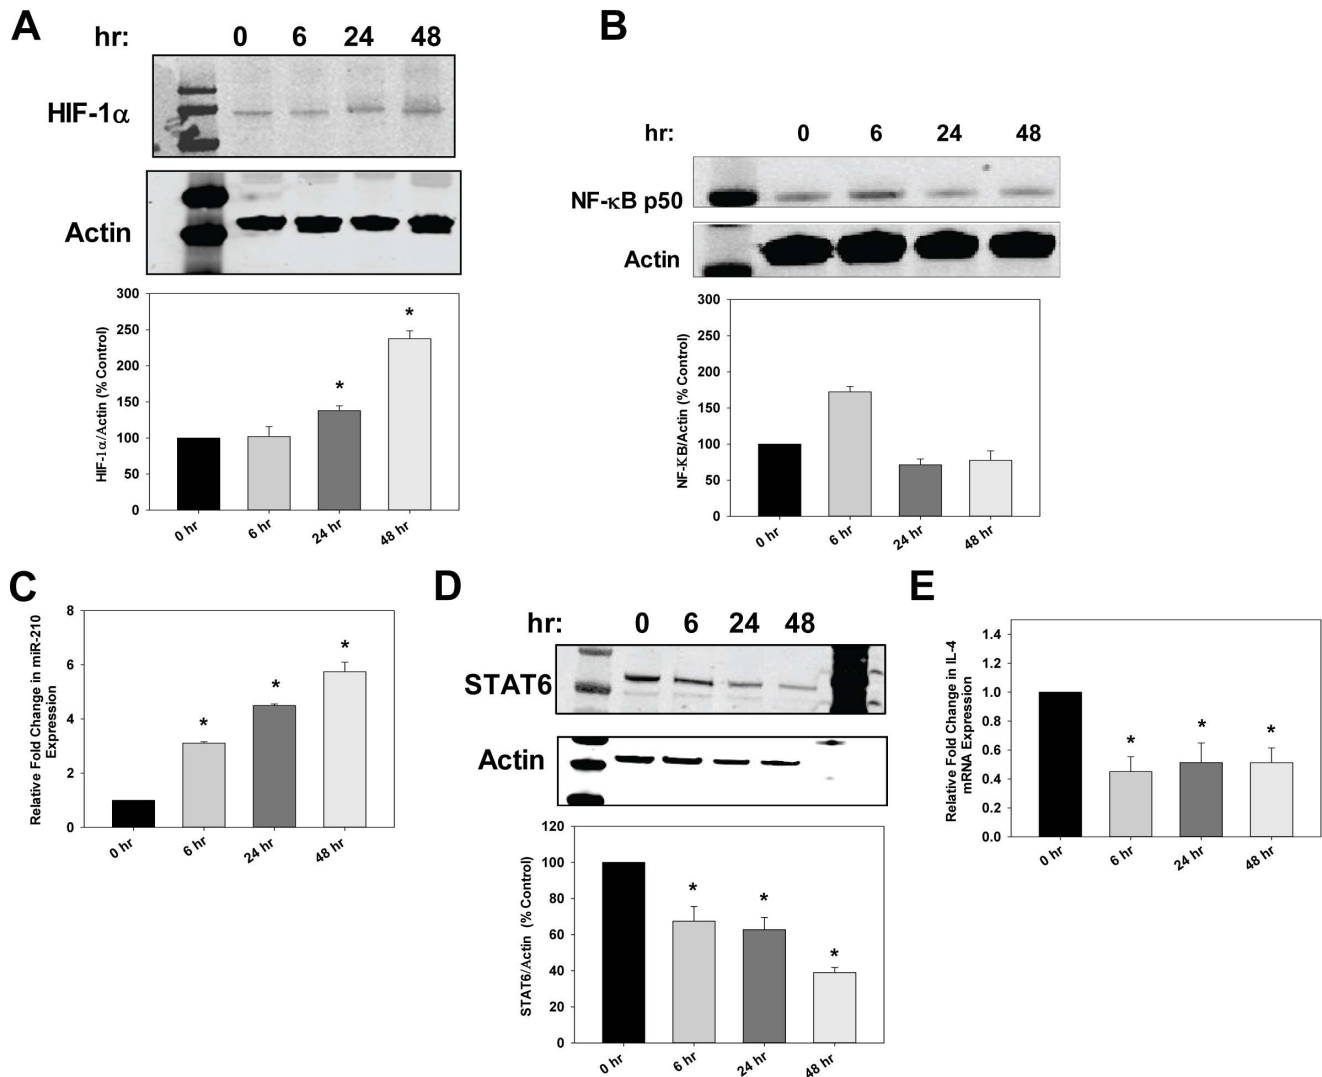 A
hr: 0 6 24 48
HIF-1α
Actin
HIF-1α/Actin (% Control)
300
250
200
150
100
50
0
*
*
0 hr
6 hr
24 hr
48 hr
B
hr: 0 6 24 48
NF-κB p50
Actin
NF-KB/Actin (% Control)
300
250
200
150
100
50
0
0 hr
6 hr
24 hr
48 hr
C
Relative Fold Change in miR-210
Expression
8
6
4
2
0
*
*
*
0 hr
6 hr
24 hr
48 hr
D
hr: 0 6 24 48
STAT6
Actin
STAT6/Actin (% Control)
120
100
80
60
40
20
0
*
*
*
0 hr
6 hr
24 hr
48 hr
E
Relative Fold Change in IL-4
mRNA Expression
1.4
1.2
1.0
0.8
0.6
0.4
0.2
0.0
*
*
*
0 hr
6 hr
24 hr
48 hr